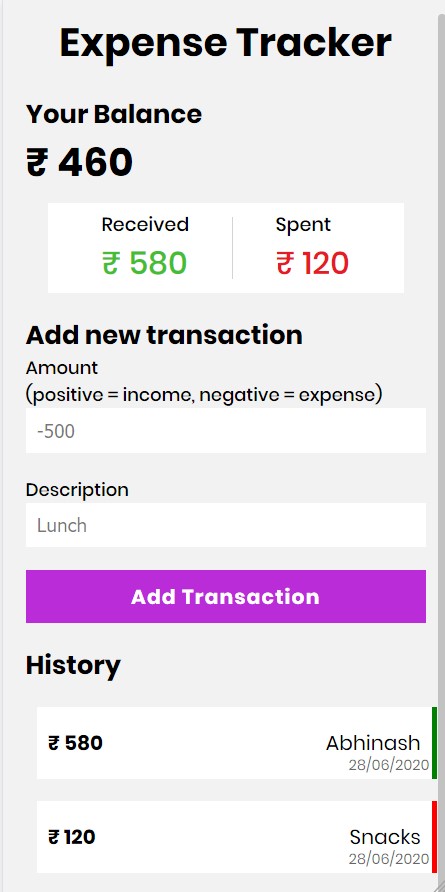 Expense Tracker
Your Balance
₹ 460
Received Spent
₹ 580 ₹ 120
Add new transaction
Amount
(positive = income, negative = expense)
-500
Description
Lunch
Add Transaction
History
₹ 580 Abhinash
28/06/2020
₹ 120 Snacks
28/06/2020